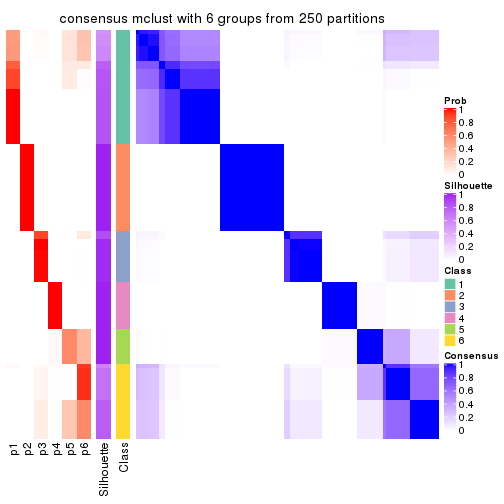 consensus mclust with 6 groups from 250 partitions
Prob
1
0.8
0.6
0.4
0.2
0
Silhouette
1
0.8
0.6
0.4
0.2
0
Class
1
2
3
4
5
6
Consensus
1
0.8
0.6
0.4
0.2
0
p1
p2
p3
p4
p5
p6
Silhouette
Class